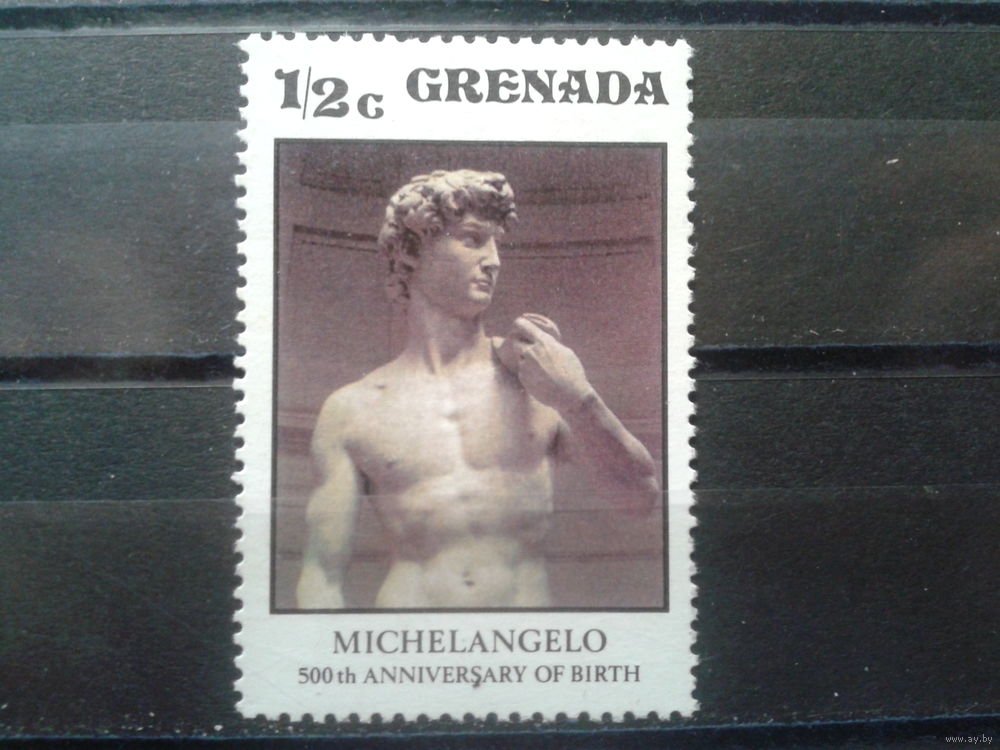 1/2c GRENADA
MICHELANGELO
500th ANNIVERSARY OF BIRTH
www.ay.by